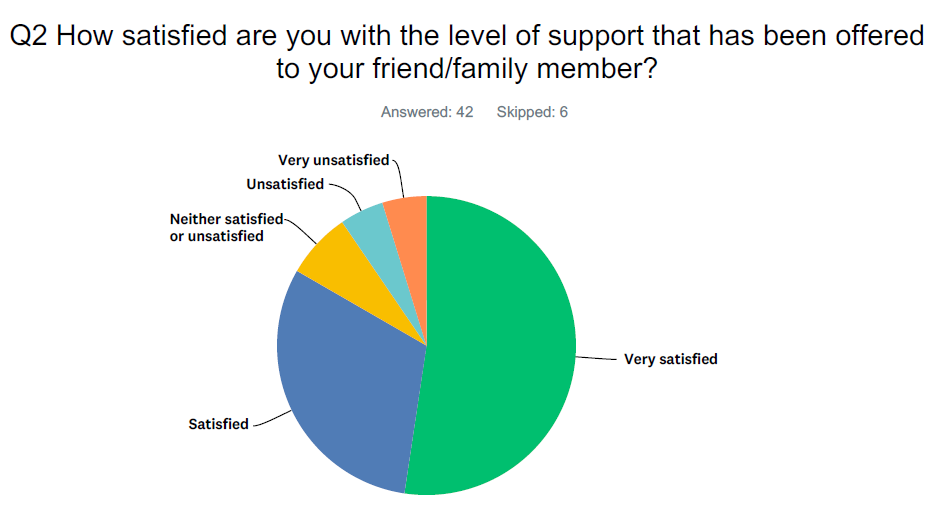 Q2 How satisfied are you with the level of support that has been offered
to your friend/family member?
Answered: 42 Skipped: 6
Very unsatisfied
Unsatisfied
Neither satisfied
or unsatisfied
Very satisfied
Satisfied